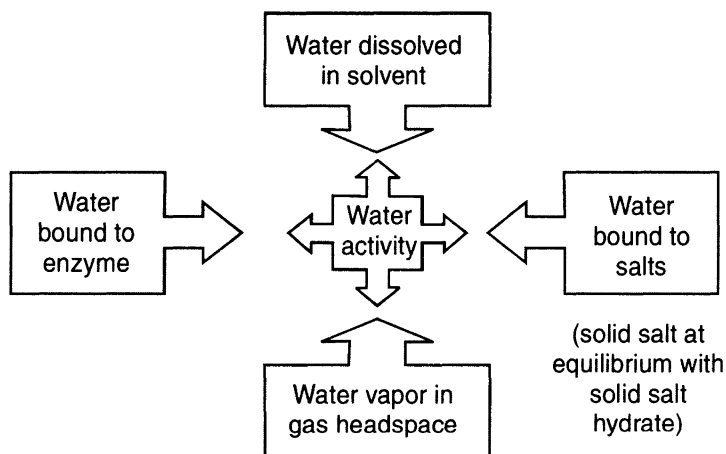 Water dissolved
in solvent
Water
bound to
enzyme
Water
activity
Water
bound to
salts
(solid salt at
equilibrium with
solid salt
hydrate)
Water vapor in
gas headspace